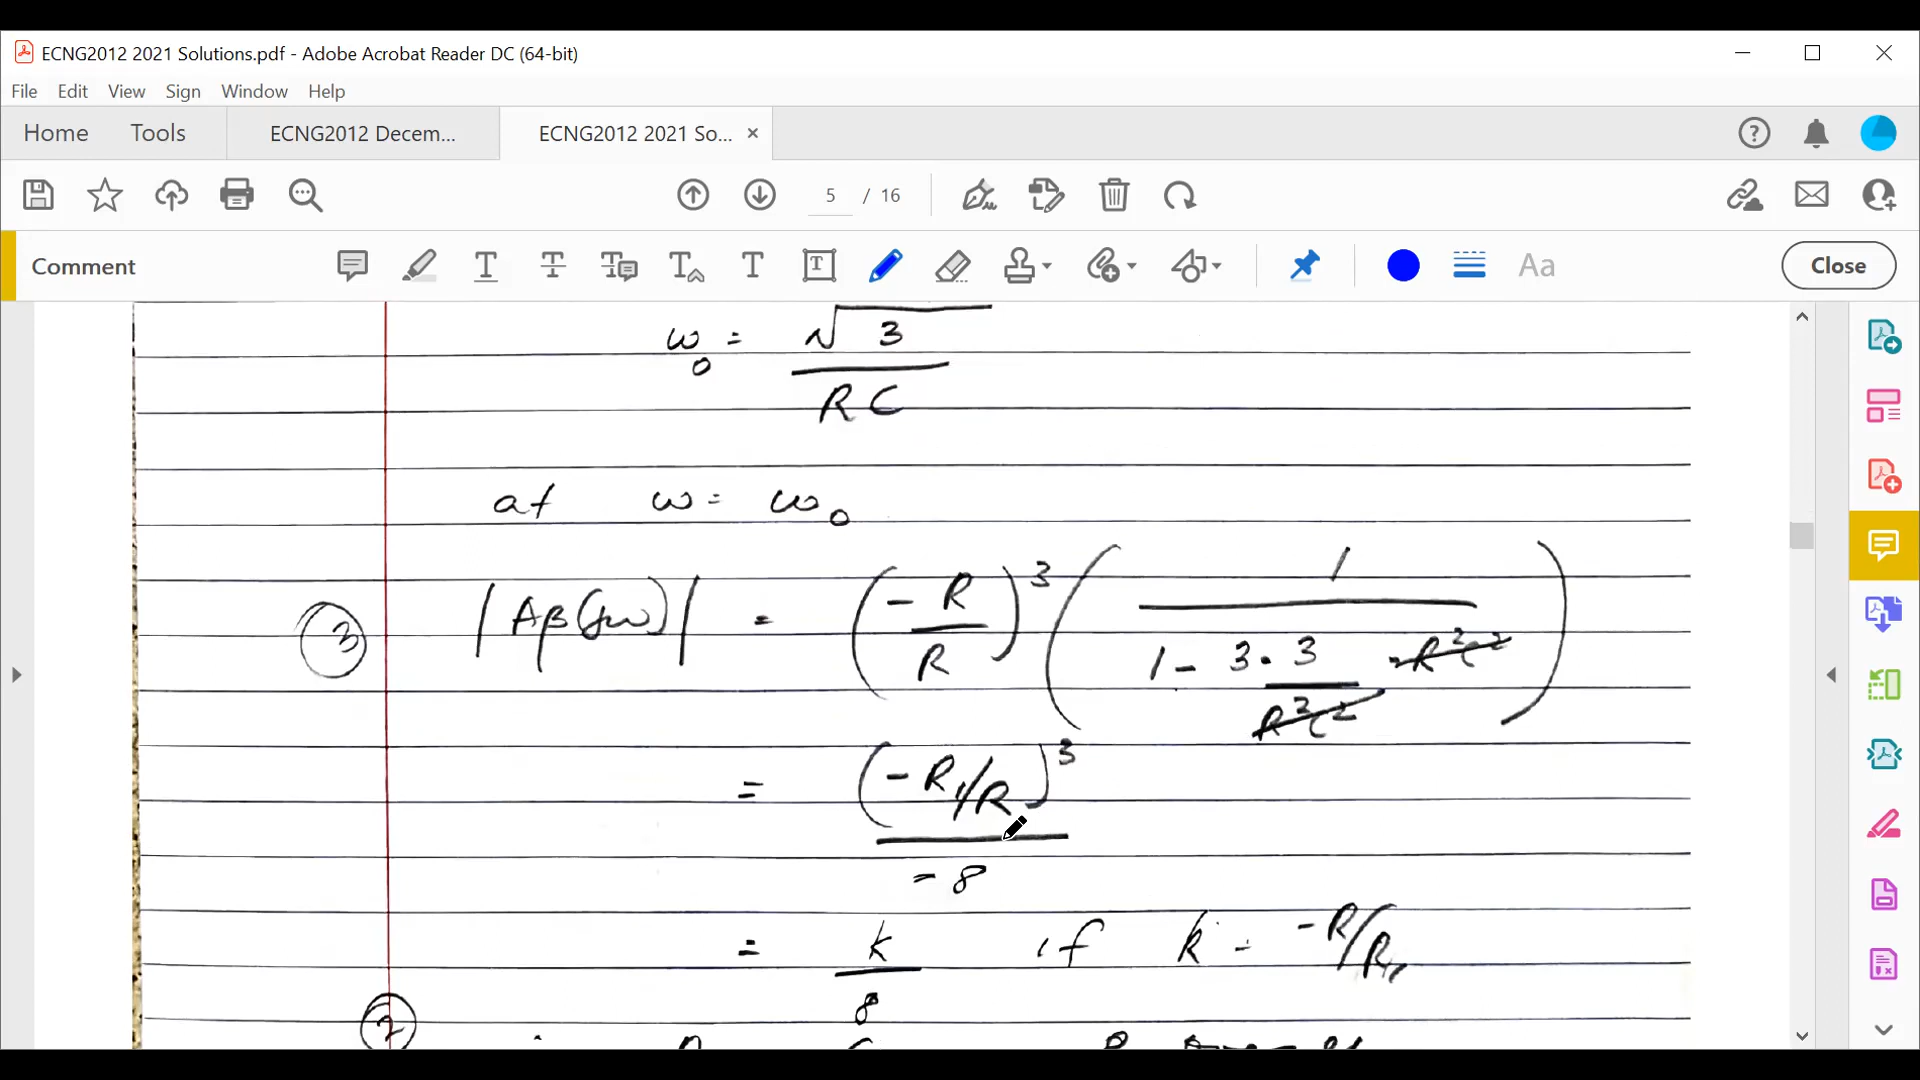 ECNG2012 2021 Solutions.pdf - Adobe Acrobat Reader DC (64-bit)
File Edit View Sign Window Help
Home Tools ECNG2012 Decem... ECNG2012 2021 So... ×
5 / 16
Comment Aa Close
ω₀ = √3 / RC
at ω = ω₀
③ |Aβ(jω)| = (-R/R)³ (1 / (1 - 3 · 3/R²C² · R²C²))
= (-R₁/R)³ / -8
= k/8 if k = -R/R₁
②